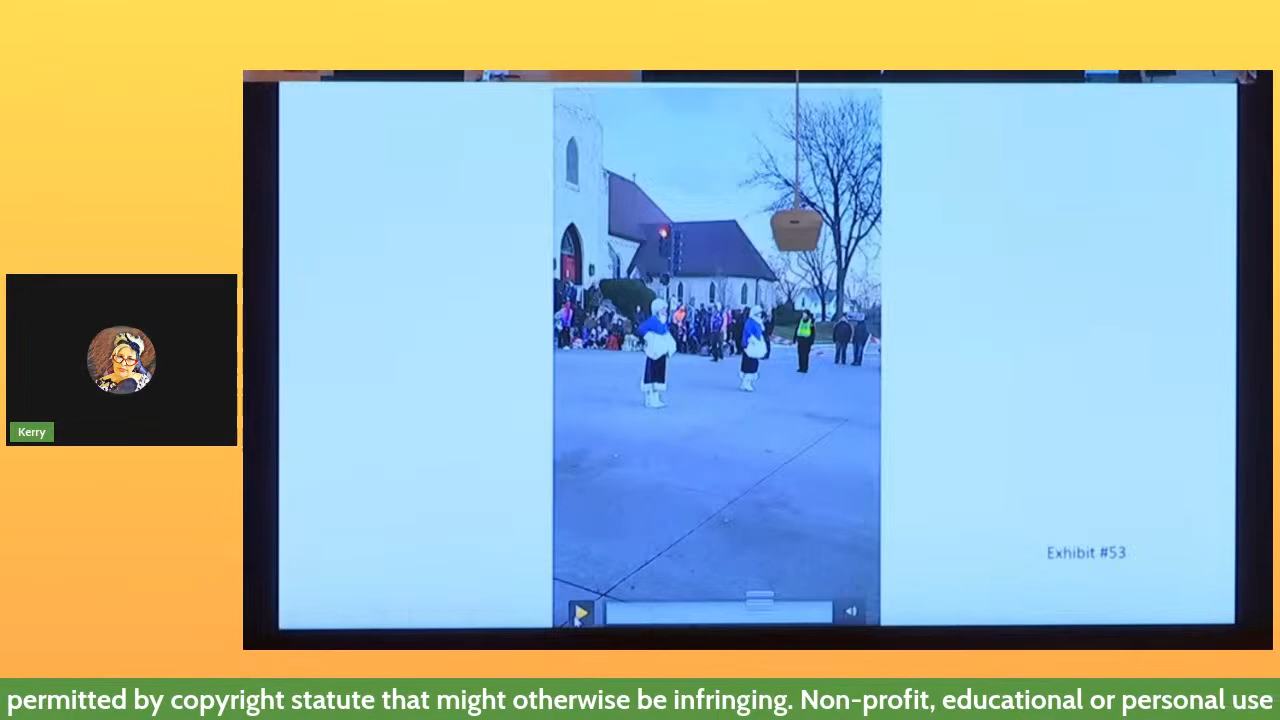 Kerry
Exhibit #53
permitted by copyright statute that might otherwise be infringing. Non-profit, educational or personal use